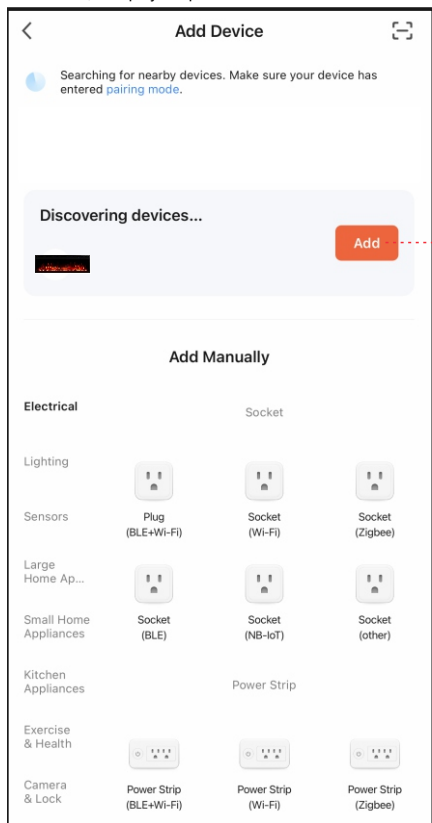 Add Device
Searching for nearby devices. Make sure your device has
entered pairing mode.
Discovering devices...
Add
Add Manually
Electrical
Socket
Lighting
Sensors
Plug
(BLE+Wi-Fi)
Socket
(Wi-Fi)
Socket
(Zigbee)
Large
Home Ap...
Small Home
Appliances
Socket
(BLE)
Socket
(NB-IoT)
Socket
(other)
Kitchen
Appliances
Power Strip
Exercise
& Health
Camera
& Lock
Power Strip
(BLE+Wi-Fi)
Power Strip
(Wi-Fi)
Power Strip
(Zigbee)